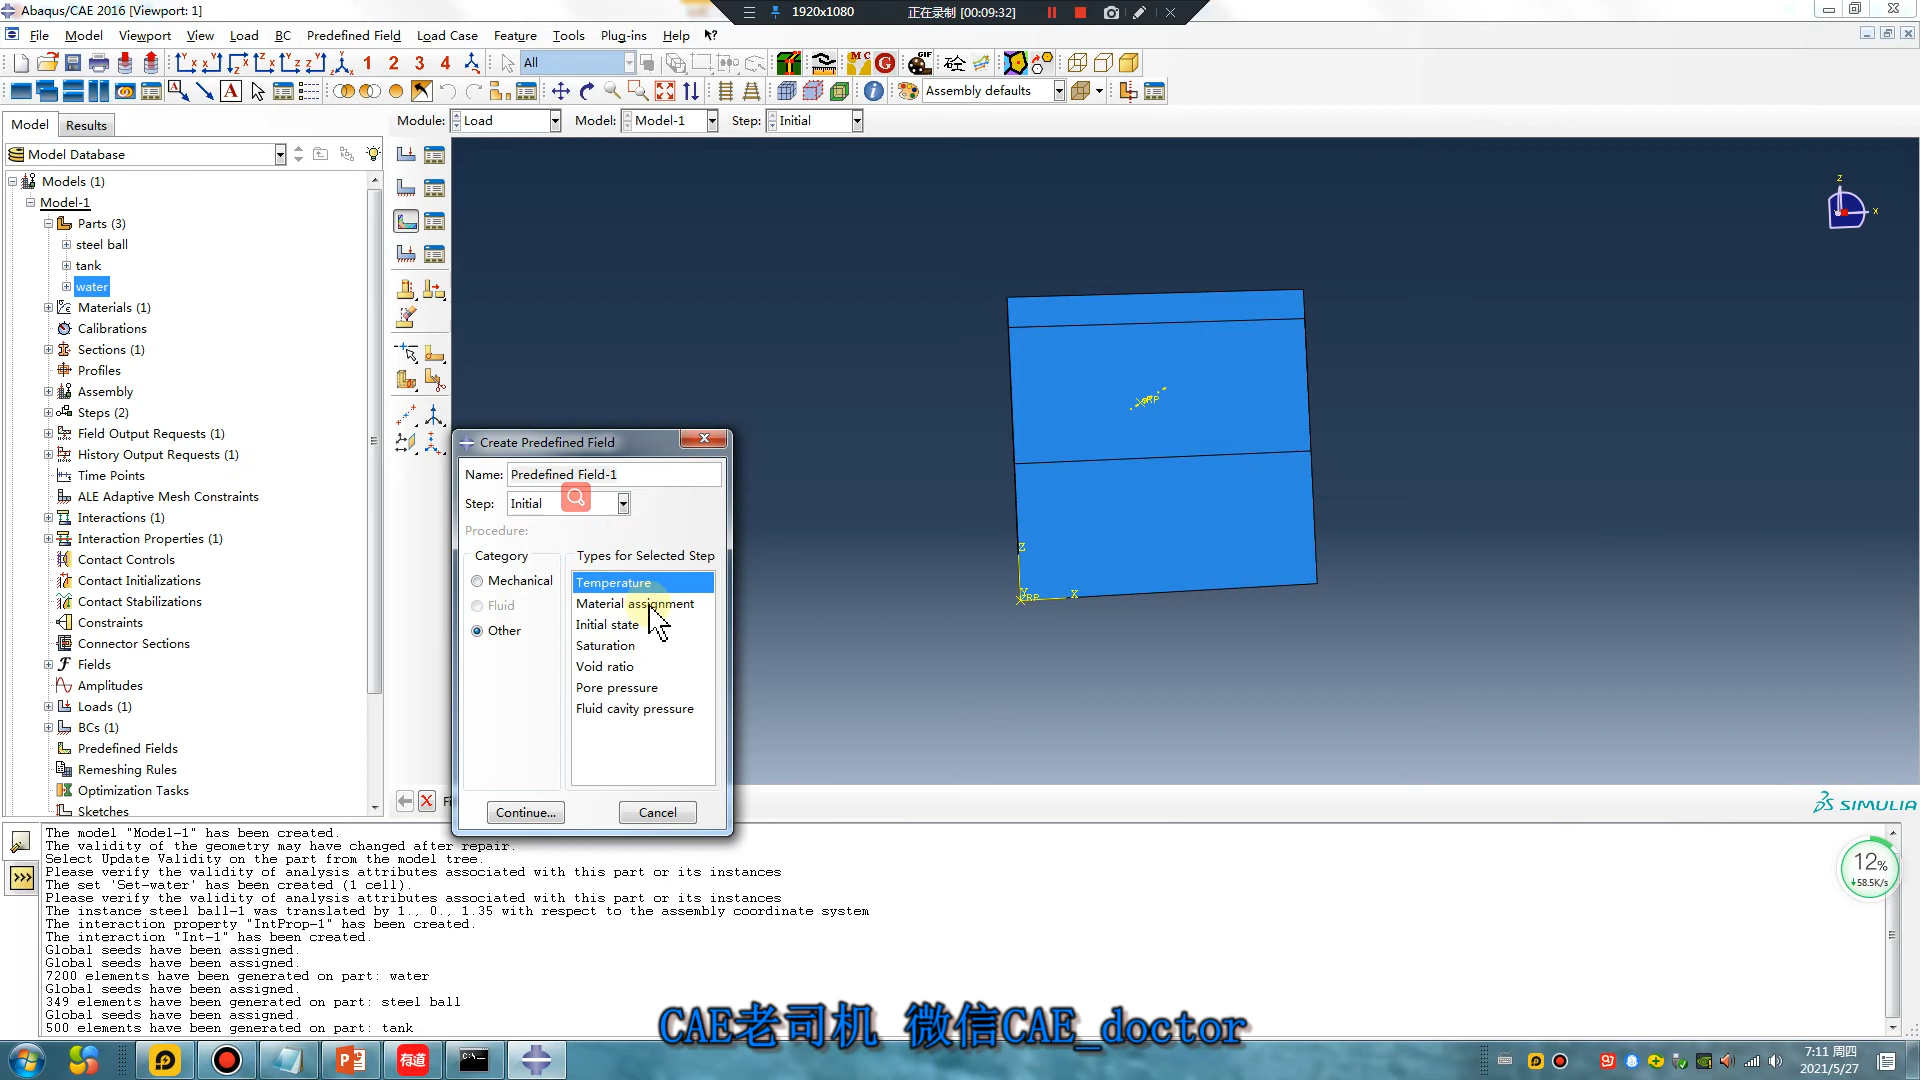 Abaqus/CAE 2016 [Viewport: 1]
1920x1080
正在录制 [00:09:32]
File Model Viewport View Load BC Predefined Field Load Case Feature Tools Plug-ins Help
1 2 3 4
All
MC
G
GIF
砼
A
Assembly defaults
Model
Results
Module: Load
Model: Model-1
Step: Initial
Model Database
Models (1)
Model-1
Parts (3)
steel ball
tank
water
Materials (1)
Calibrations
Sections (1)
Profiles
Assembly
Steps (2)
Field Output Requests (1)
History Output Requests (1)
Time Points
ALE Adaptive Mesh Constraints
Interactions (1)
Interaction Properties (1)
Contact Controls
Contact Initializations
Contact Stabilizations
Constraints
Connector Sections
Fields
Amplitudes
Loads (1)
BCs (1)
Predefined Fields
Remeshing Rules
Optimization Tasks
Sketches
Create Predefined Field
Name: Predefined Field-1
Step: Initial
Procedure:
Category
Mechanical
Fluid
Other
Types for Selected Step
Temperature
Material assignment
Initial state
Saturation
Void ratio
Pore pressure
Fluid cavity pressure
Continue...
Cancel
Z
X
RP
Z
Y
RP
X
SIMULIA
The model "Model-1" has been created.
The validity of the geometry may have changed after repair.
Select Update Validity on the part from the model tree.
Please verify the validity of analysis attributes associated with this part or its instances
The set 'Set-water' has been created (1 cell).
Please verify the validity of analysis attributes associated with this part or its instances
The instance steel ball-1 was translated by 1., 0., 1.35 with respect to the assembly coordinate system
The interaction property "IntProp-1" has been created.
The interaction "Int-1" has been created.
Global seeds have been assigned.
Global seeds have been assigned.
7200 elements have been generated on part: water
Global seeds have been assigned.
349 elements have been generated on part: steel ball
Global seeds have been assigned.
500 elements have been generated on part: tank
12%
↓58.5K/s
CAE老司机 微信CAE_doctor
有道
7:11 周四
2021/5/27